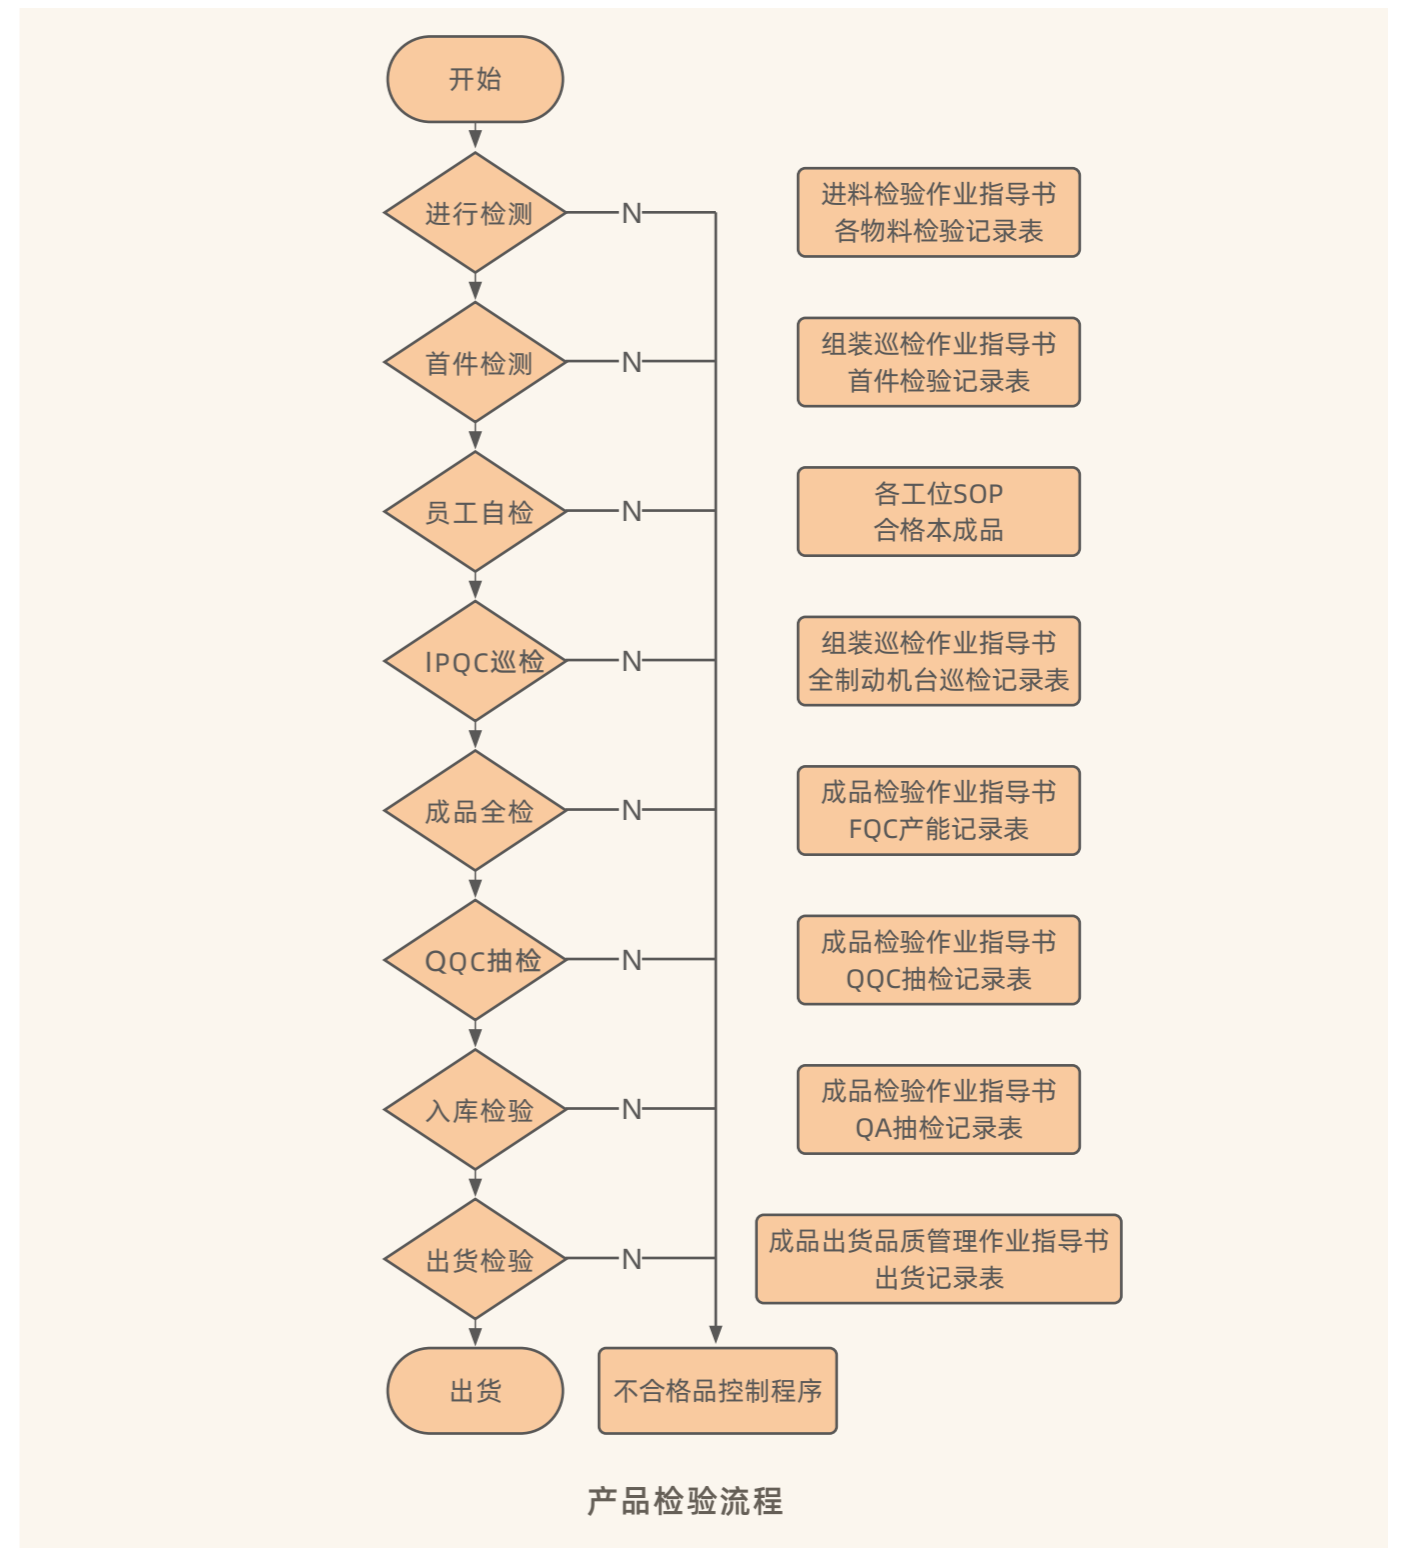 开始
进行检测
N
进料检验作业指导书
各物料检验记录表
首件检测
N
组装巡检作业指导书
首件检验记录表
员工自检
N
各工位SOP
合格本成品
IPQC巡检
N
组装巡检作业指导书
全制动机台巡检记录表
成品全检
N
成品检验作业指导书
FQC产能记录表
QQC抽检
N
成品检验作业指导书
QQC抽检记录表
入库检验
N
成品检验作业指导书
QA抽检记录表
出货检验
N
成品出货品质管理作业指导书
出货记录表
出货
不合格品控制程序
产品检验流程